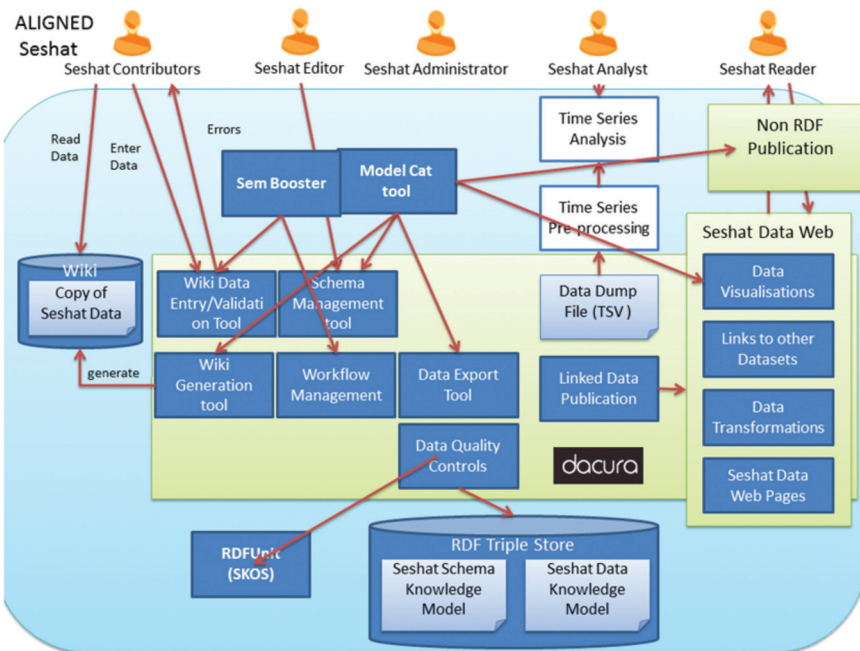 ALIGNED
Seshat
Seshat Contributors
Seshat Editor
Seshat Administrator
Seshat Analyst
Seshat Reader
Read
Data
Enter
Data
Errors
Time Series
Analysis
Non RDF
Publication
Sem Booster
Model Cat
tool
Time Series
Pre-processing
Seshat Data Web
Wiki
Copy of
Seshat Data
Wiki Data
Entry/Validati
on Tool
Schema
Management
tool
Data Dump
File (TSV)
Data
Visualisations
Links to other
Datasets
generate
Wiki
Generation
tool
Workflow
Management
Data Export
Tool
Linked Data
Publication
Data
Transformations
Data Quality
Controls
dacura
Seshat Data
Web Pages
RDFUnit
(SKOS)
RDF Triple Store
Seshat Schema
Knowledge
Model
Seshat Data
Knowledge
Model